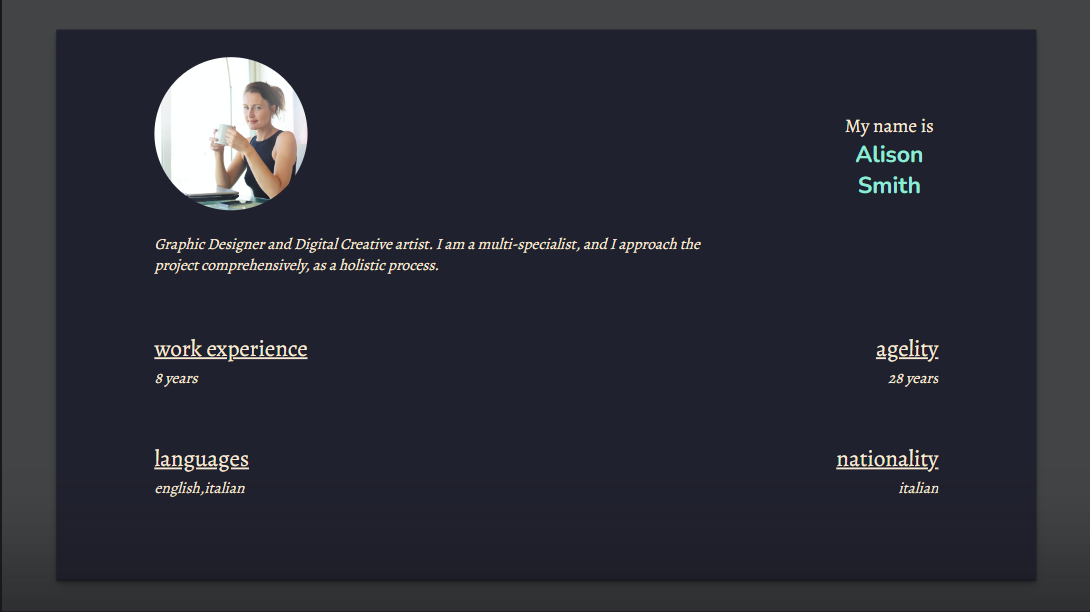 My name is
Alison
Smith
Graphic Designer and Digital Creative artist. I am a multi-specialist, and I approach the
project comprehensively, as a holistic process.
work experience
8 years
agelity
28 years
languages
english,italian
nationality
italian